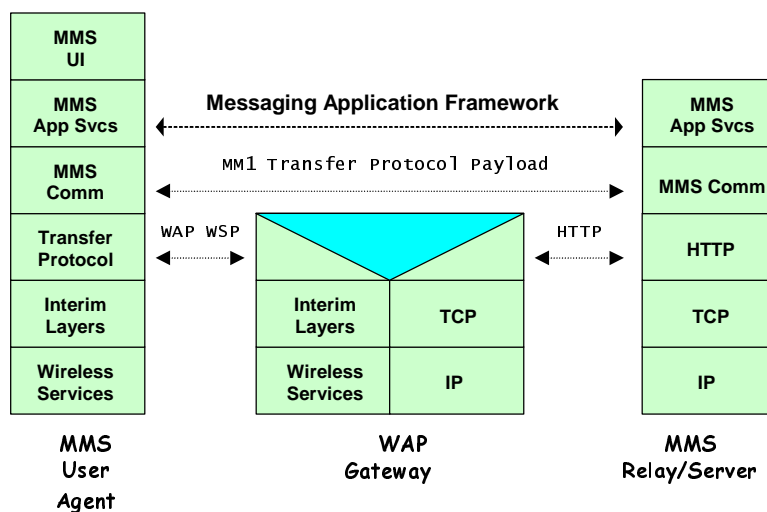 MMS
UI
MMS
App Svcs
Messaging Application Framework
MMS
App Svcs
MMS
Comm
MM1 Transfer Protocol Payload
MMS Comm
Transfer
Protocol
WAP WSP
HTTP
HTTP
Interim
Layers
Interim
Layers
TCP
TCP
Wireless
Services
Wireless
Services
IP
IP
MMS
User
Agent
WAP
Gateway
MMS
Relay/Server